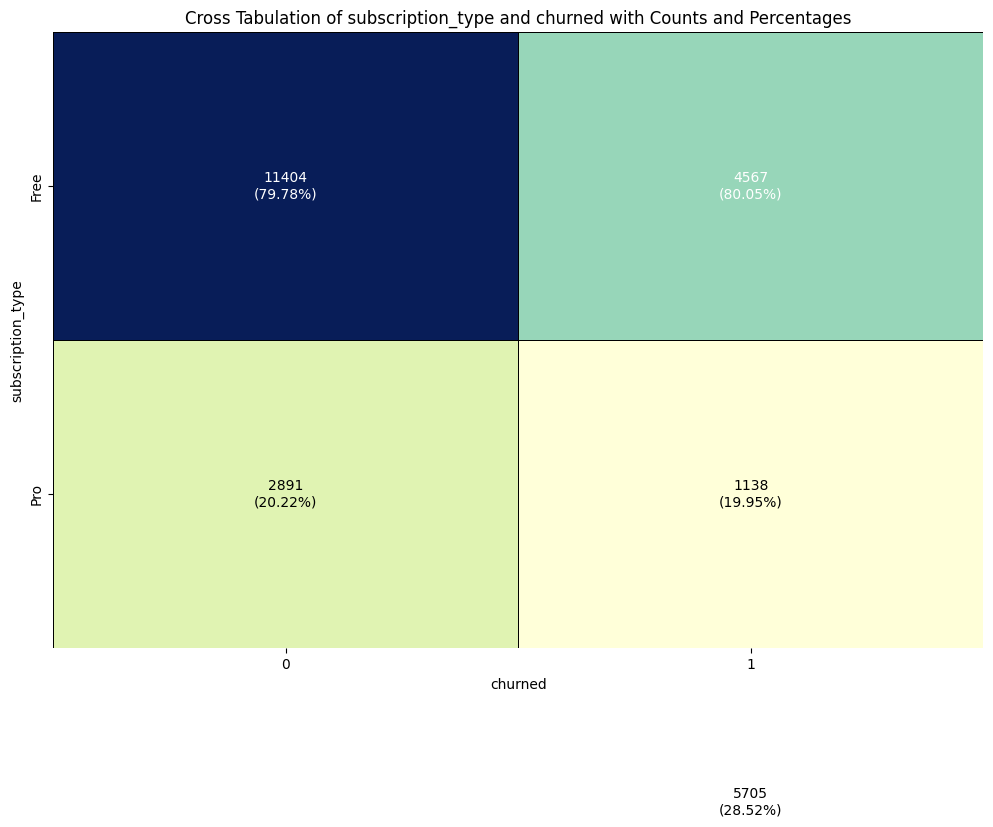 Cross Tabulation of subscription_type and churned with Counts and Percentages
subscription_type
Free
11404
(79.78%)
4567
(80.05%)
Pro
2891
(20.22%)
1138
(19.95%)
0
1
churned
5705
(28.52%)